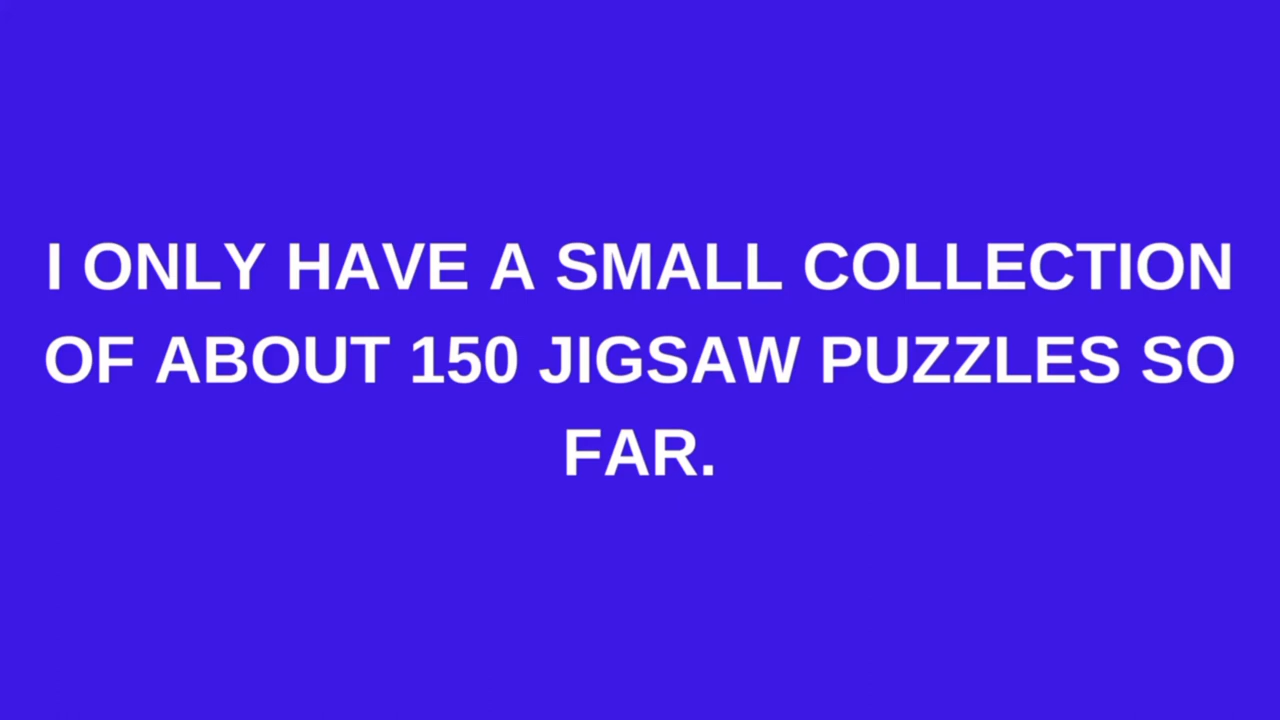 I ONLY HAVE A SMALL COLLECTION
OF ABOUT 150 JIGSAW PUZZLES SO
FAR.